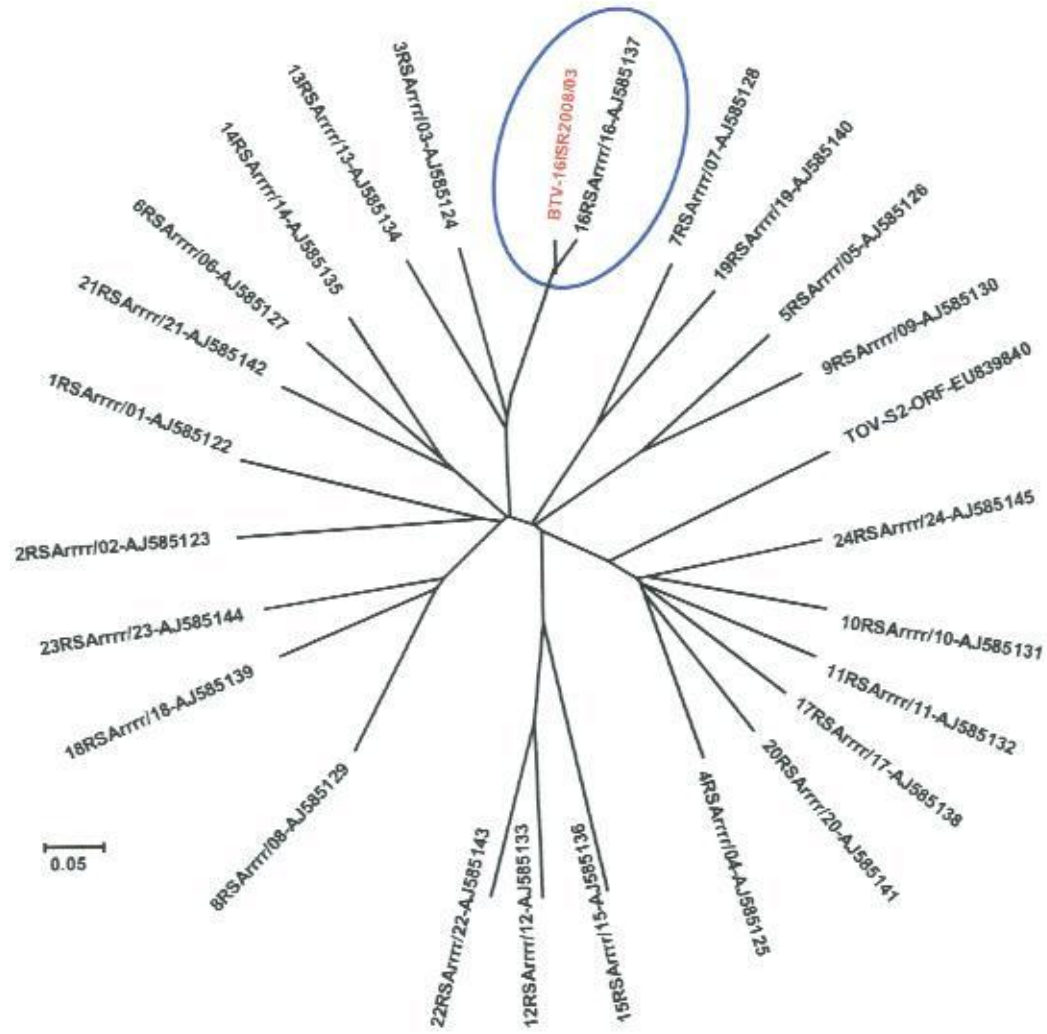 3RSArrrr/03-AJ585124
BTV-16ISR2008/03
16RSArrrr/16-AJ585137
7RSArrrr/07-AJ585128
19RSArrrr/19-AJ585140
5RSArrrr/05-AJ585126
9RSArrrr/09-AJ585130
TOV-S2-ORF-EU839840
24RSArrrr/24-AJ585145
10RSArrrr/10-AJ585131
11RSArrrr/11-AJ585132
17RSArrrr/17-AJ585138
20RSArrrr/20-AJ585141
4RSArrrr/04-AJ585125
15RSArrrr/15-AJ585136
12RSArrrr/12-AJ585133
22RSArrrr/22-AJ585143
8RSArrrr/08-AJ585129
18RSArrrr/18-AJ585139
23RSArrrr/23-AJ585144
2RSArrrr/02-AJ585123
1RSArrrr/01-AJ585122
21RSArrrr/21-AJ585142
6RSArrrr/06-AJ585127
14RSArrrr/14-AJ585135
13RSArrrr/13-AJ585134
0.05